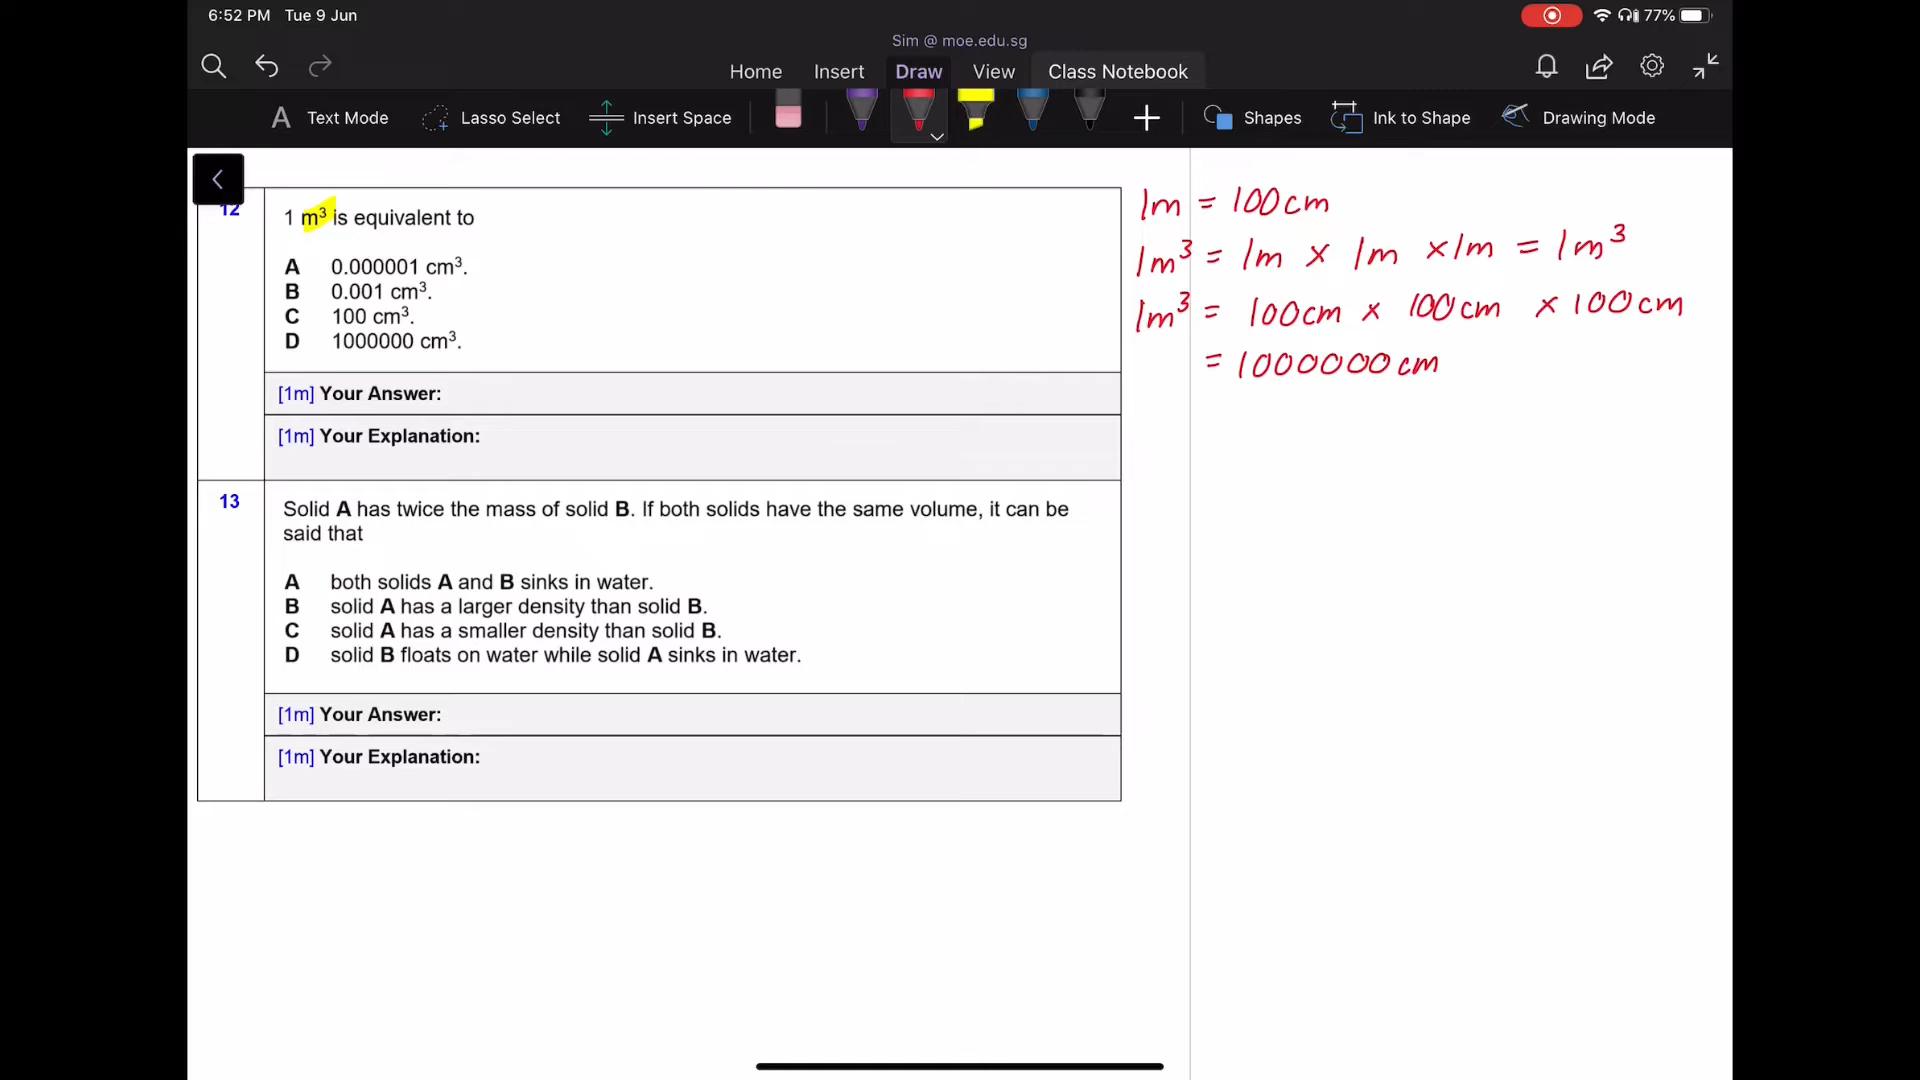 6:52 PM Tue 9 Jun
77%
Sim @ moe.edu.sg
Home Insert Draw View Class Notebook
Text Mode Lasso Select Insert Space Shapes Ink to Shape Drawing Mode
12
1 m³ is equivalent to
A 0.000001 cm³.
B 0.001 cm³.
C 100 cm³.
D 1000000 cm³.
[1m] Your Answer:
[1m] Your Explanation:
13
Solid A has twice the mass of solid B. If both solids have the same volume, it can be
said that
A both solids A and B sinks in water.
B solid A has a larger density than solid B.
C solid A has a smaller density than solid B.
D solid B floats on water while solid A sinks in water.
[1m] Your Answer:
[1m] Your Explanation:
1m = 100cm
1m³ = 1m × 1m × 1m = 1m³
1m³ = 100cm × 100cm × 100cm
= 1000000 cm